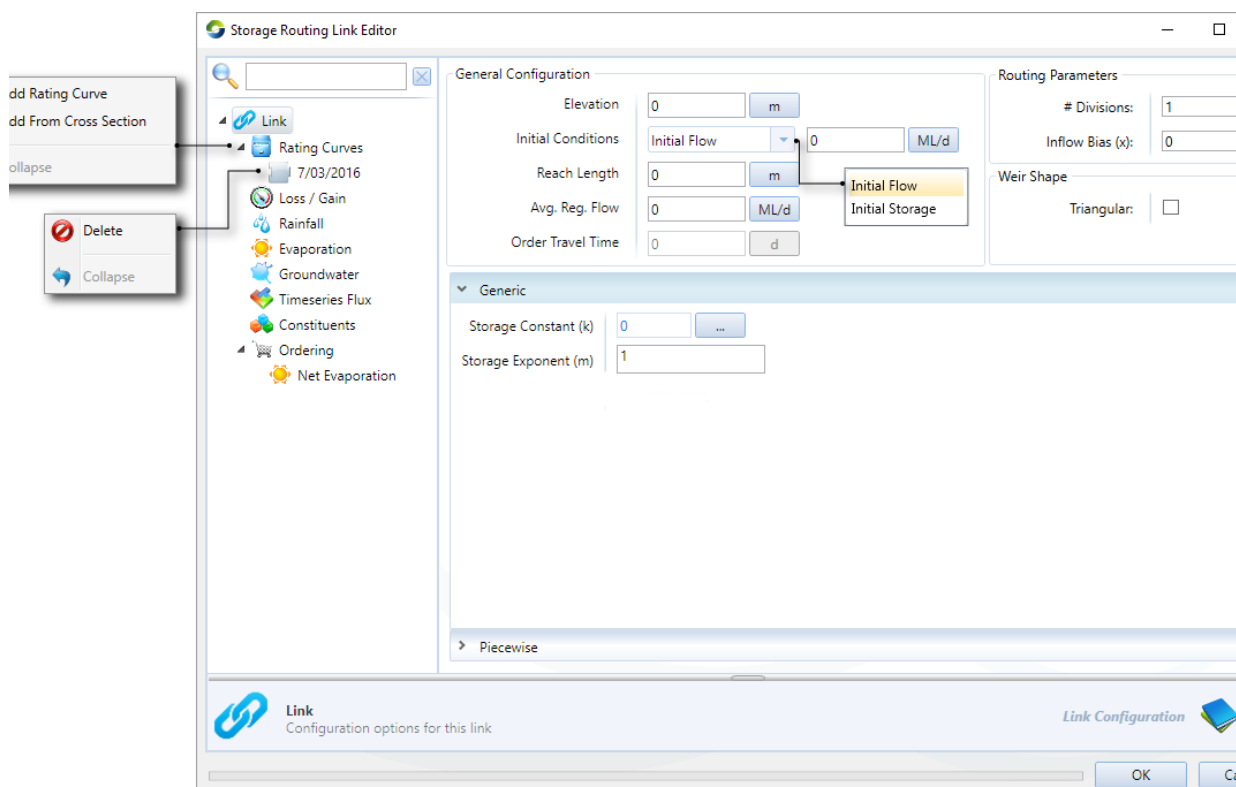 Storage Routing Link Editor
dd Rating Curve
dd From Cross Section
ollapse
Delete
Collapse
Link
Rating Curves
7/03/2016
Loss / Gain
Rainfall
Evaporation
Groundwater
Timeseries Flux
Constituents
Ordering
Net Evaporation
General Configuration
Elevation 0 m
Initial Conditions Initial Flow 0 ML/d
Initial Flow
Initial Storage
Reach Length 0 m
Avg. Reg. Flow 0 ML/d
Order Travel Time 0 d
Routing Parameters
# Divisions: 1
Inflow Bias (x): 0
Weir Shape
Triangular:
Generic
Storage Constant (k) 0 ...
Storage Exponent (m) 1
Piecewise
Link
Configuration options for this link
Link Configuration
OK
Ca